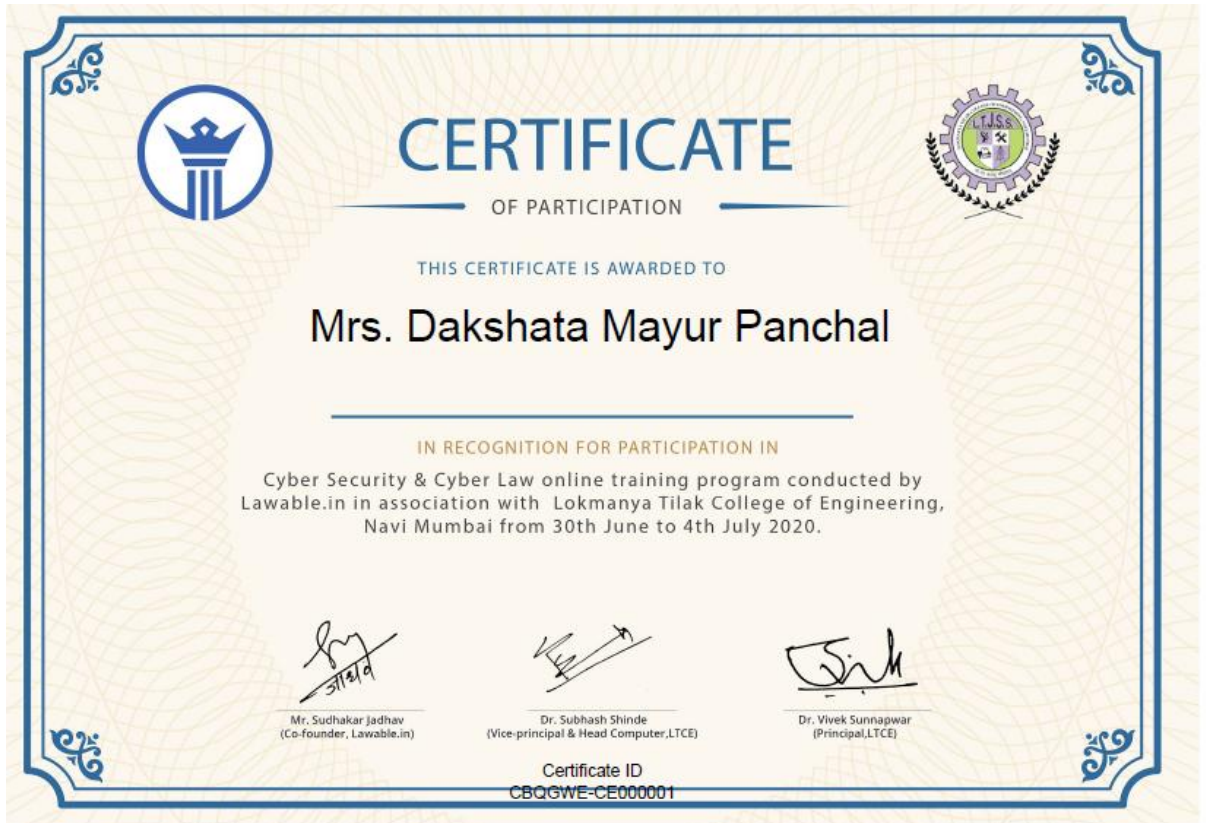 L.T.J.S.S.
CERTIFICATE
OF PARTICIPATION
THIS CERTIFICATE IS AWARDED TO
Mrs. Dakshata Mayur Panchal
IN RECOGNITION FOR PARTICIPATION IN
Cyber Security & Cyber Law online training program conducted by
Lawable.in in association with Lokmanya Tilak College of Engineering,
Navi Mumbai from 30th June to 4th July 2020.
Mr. Sudhakar Jadhav
(Co-founder, Lawable.in)
Dr. Subhash Shinde
(Vice-principal & Head Computer,LTCE)
Dr. Vivek Sunnapwar
(Principal,LTCE)
Certificate ID
CBQGWE-CE000001